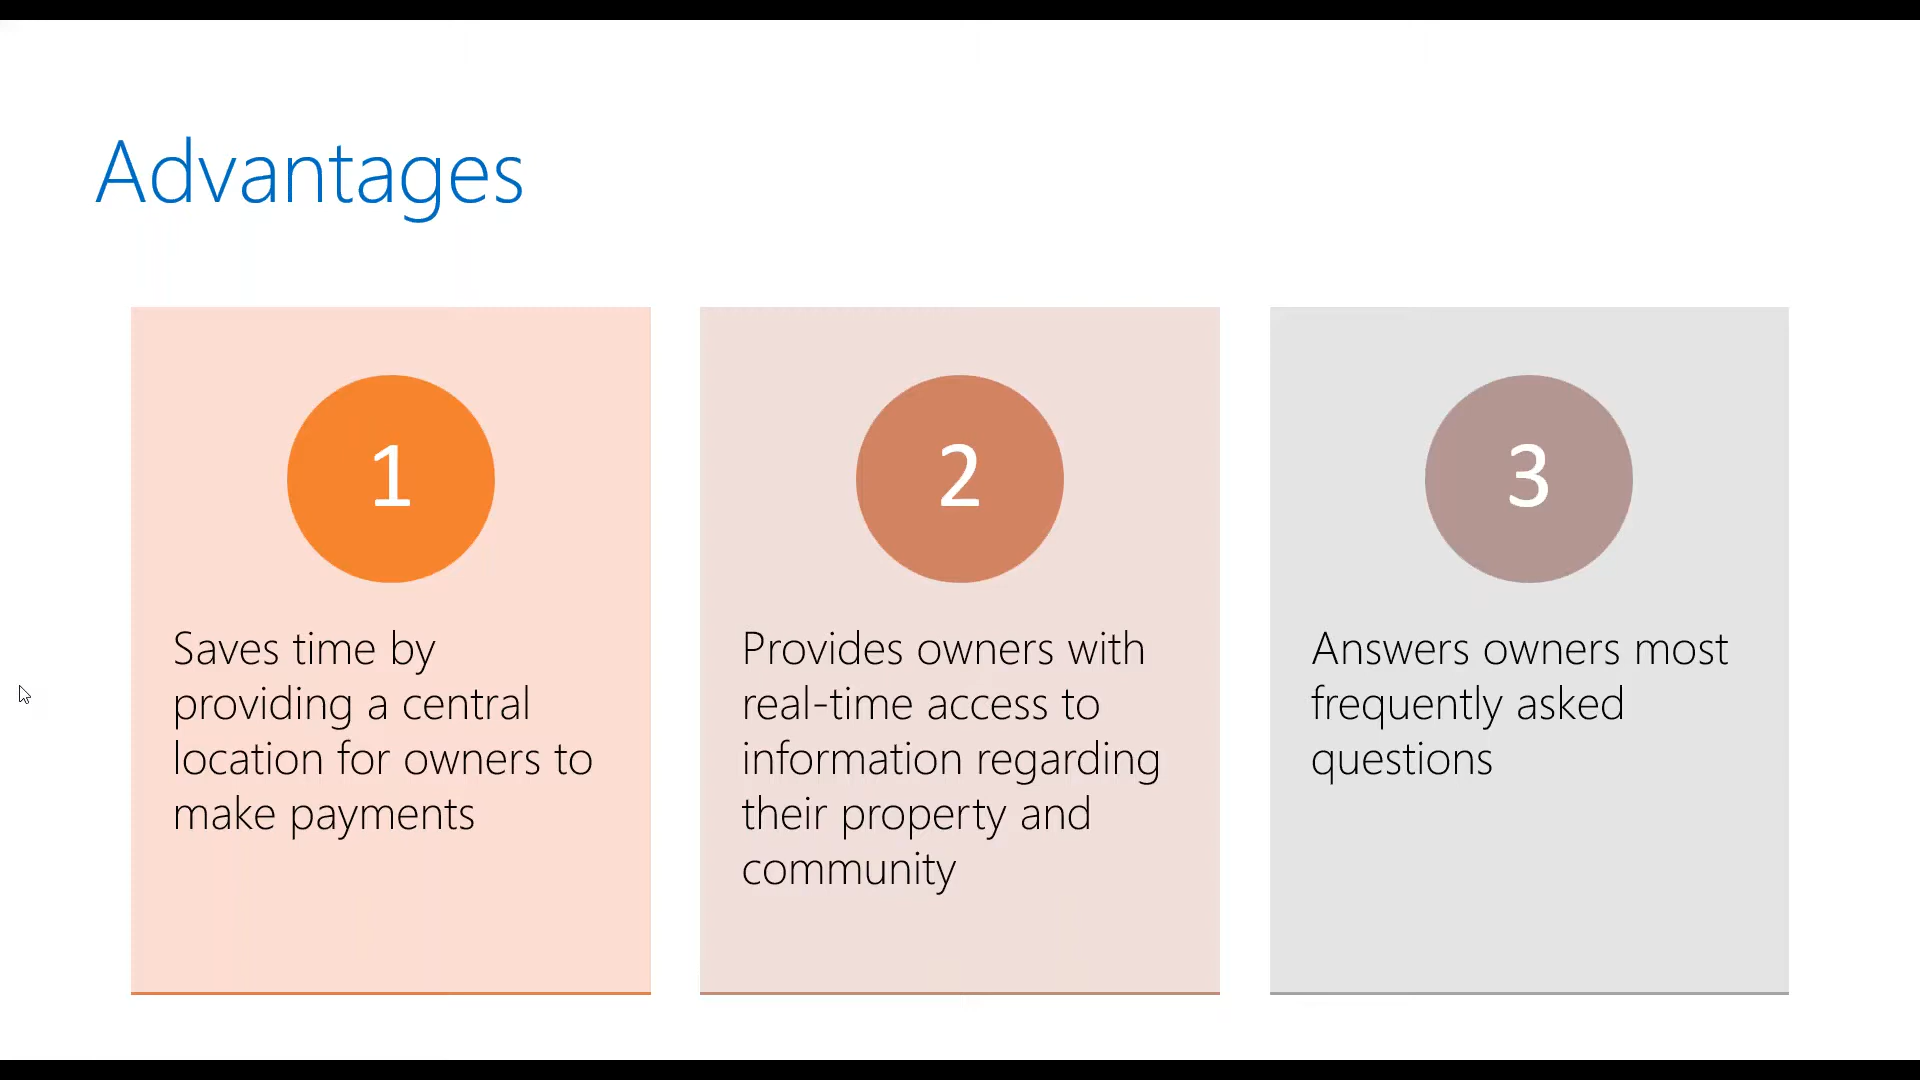 Advantages
1
Saves time by
providing a central
location for owners to
make payments
2
Provides owners with
real-time access to
information regarding
their property and
community
3
Answers owners most
frequently asked
questions